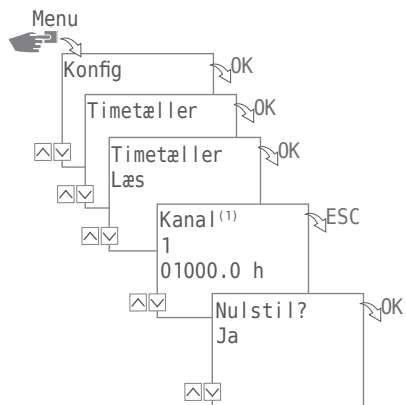 Menu
Konfig OK
Timetæller OK
Timetæller OK
Læs
Kanal(1) ESC
1
01000.0 h
Nulstil? OK
Ja